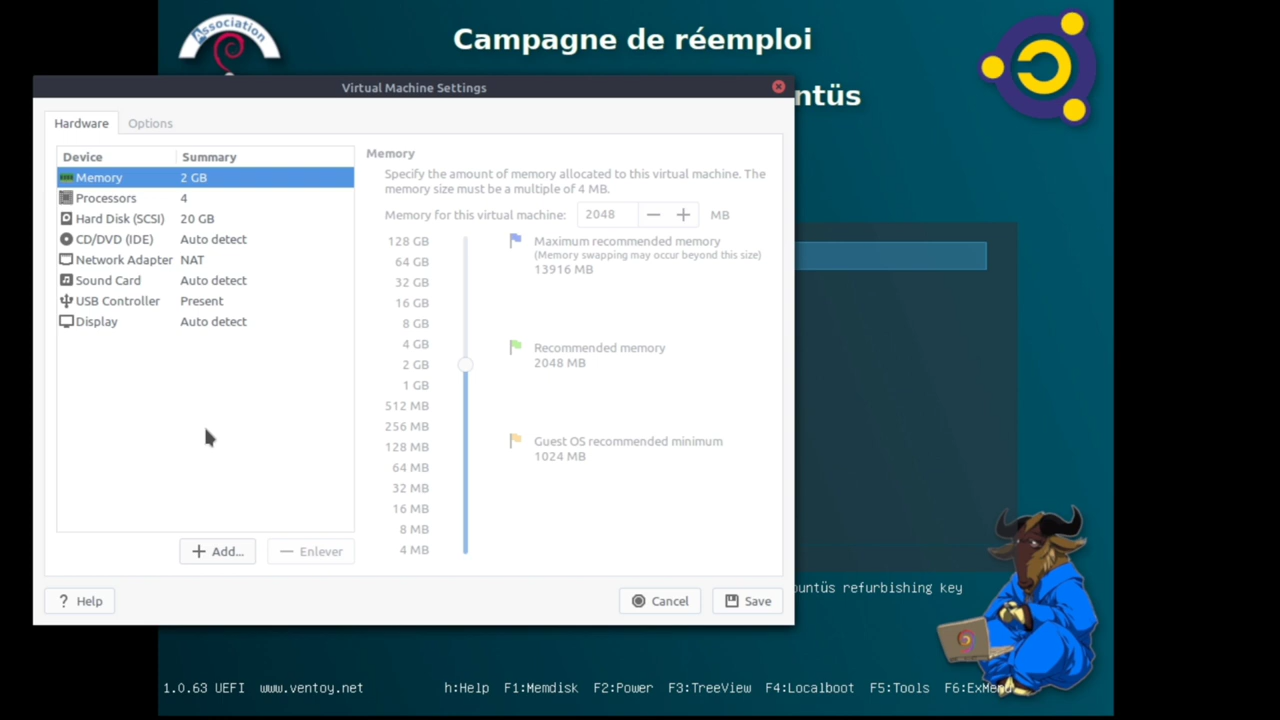 Association
Campagne de réemploi
ntüs
Virtual Machine Settings
Hardware
Options
Device Summary
Memory 2 GB
Processors 4
Hard Disk (SCSI) 20 GB
CD/DVD (IDE) Auto detect
Network Adapter NAT
Sound Card Auto detect
USB Controller Present
Display Auto detect
Add...
Enlever
Memory
Specify the amount of memory allocated to this virtual machine. The
memory size must be a multiple of 4 MB.
Memory for this virtual machine: 2048 MB
128 GB
64 GB
32 GB
16 GB
8 GB
4 GB
2 GB
1 GB
512 MB
256 MB
128 MB
64 MB
32 MB
16 MB
8 MB
4 MB
Maximum recommended memory
(Memory swapping may occur beyond this size)
13916 MB
Recommended memory
2048 MB
Guest OS recommended minimum
1024 MB
Help
Cancel
Save
untüs refurbishing key
1.0.63 UEFI www.ventoy.net h:Help F1:Memdisk F2:Power F3:TreeView F4:Localboot F5:Tools F6:ExMenu